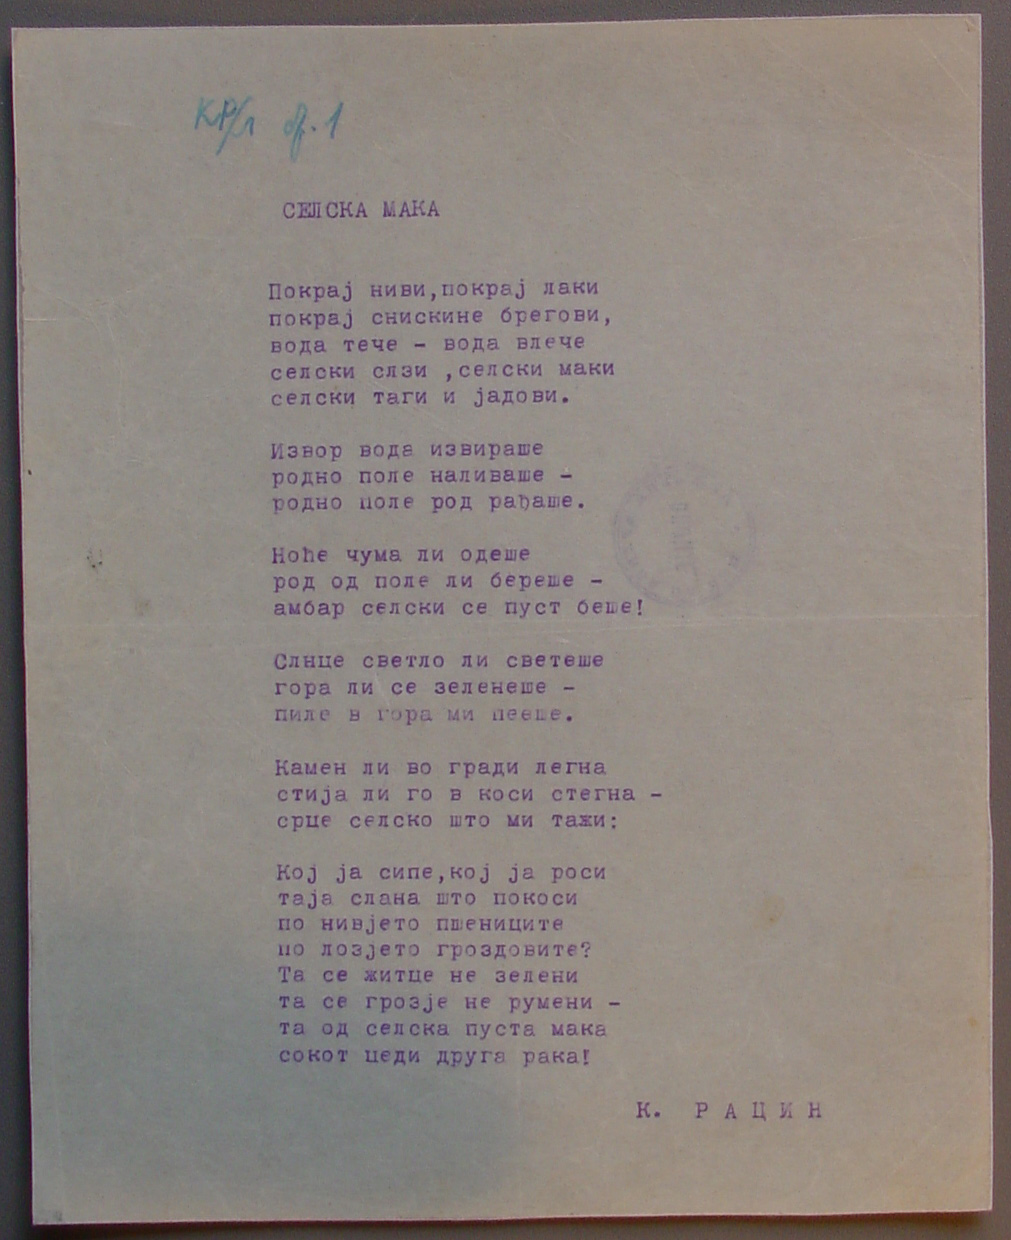 КР/1 бр. 1
СЕЛСКА МАКА
Покрај ниви,покрај лаки
покрај снискине брегови,
вода тече - вода влече
селски слзи ,селски маки
селски таги и јадови.
Извор вода извираше
родно поле наливаше -
родно поле род раѓаше.
Ноће чума ли одеше
род од поле ли береше -
амбар селски се пуст беше!
Слнце светло ли светеше
гора ли се зеленеше -
пиле в гора ми пееше.
Камен ли во гради легна
стија ли го в коси стегна -
срце селско што ми тажи:
Кој ја сипе,кој ја роси
таја слана што покоси
по нивјето пшениците
по лозјето гроздовите?
Та се житце не зелени
та се грозје не румени -
та од селска пуста мака
сокот цеди друга рака!
К. РАЦИН